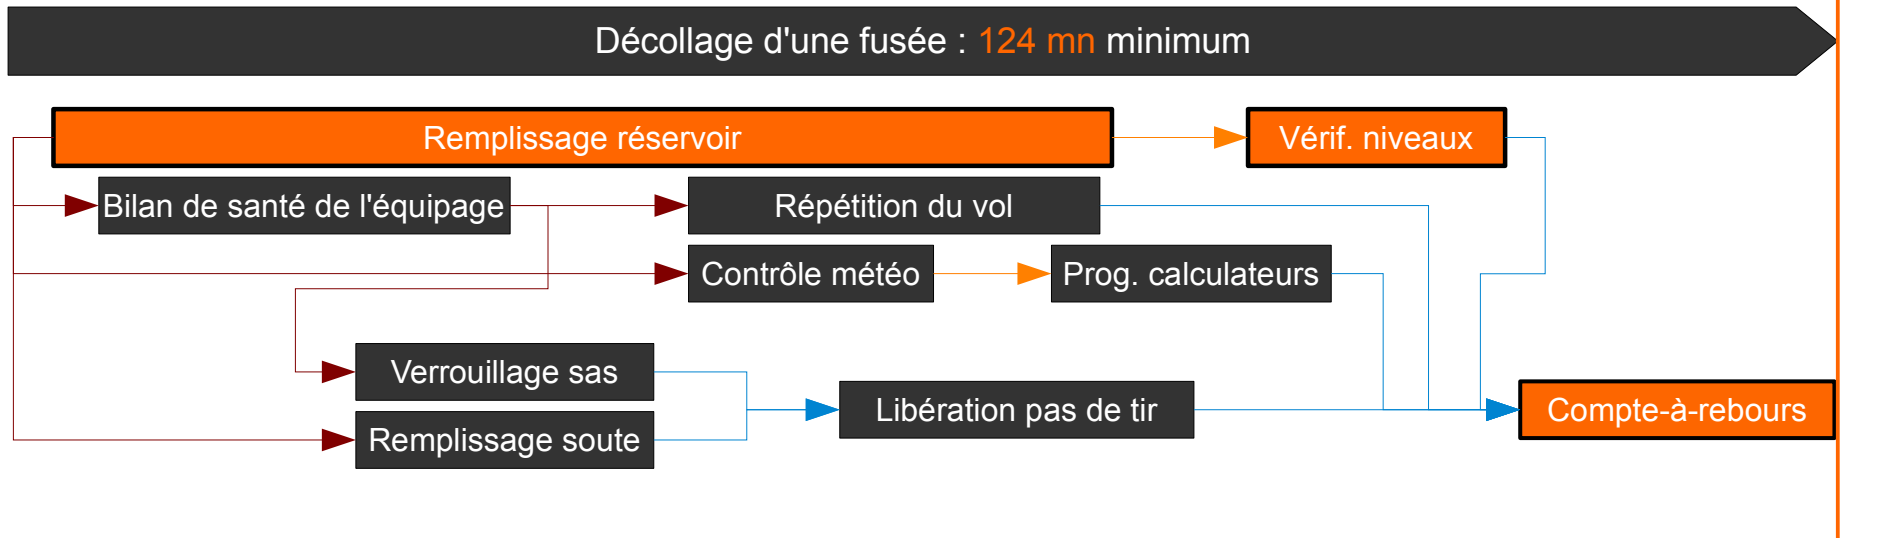 Décollage d'une fusée : 124 mn minimum
Remplissage réservoir
Vérif. niveaux
Bilan de santé de l'équipage
Répétition du vol
Contrôle météo
Prog. calculateurs
Verrouillage sas
Libération pas de tir
Compte-à-rebours
Remplissage soute